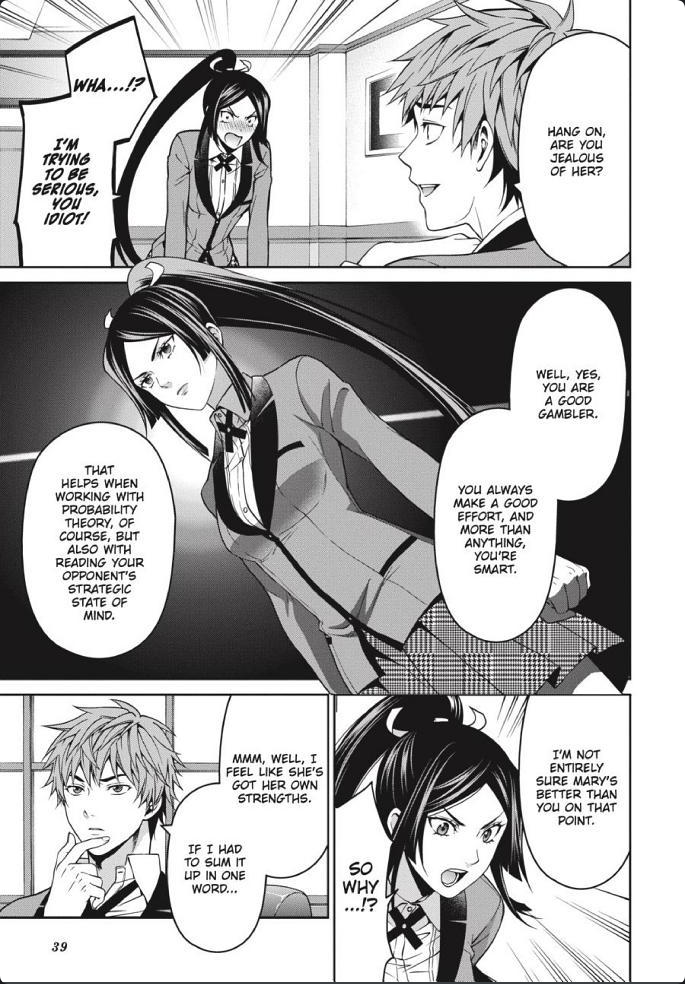 HANG ON,
ARE YOU
JEALOUS
OF HER?
WHA...!?
I'M
TRYING
TO BE
SERIOUS,
YOU
IDIOT!
WELL, YES,
YOU ARE
A GOOD
GAMBLER.
YOU ALWAYS
MAKE A GOOD
EFFORT, AND
MORE THAN
ANYTHING,
YOU'RE
SMART.
THAT
HELPS WHEN
WORKING WITH
PROBABILITY
THEORY, OF
COURSE, BUT
ALSO WITH
READING YOUR
OPPONENT'S
STRATEGIC
STATE OF
MIND.
I'M NOT
ENTIRELY
SURE MARY'S
BETTER THAN
YOU ON THAT
POINT.
SO
WHY
...!?
MMM, WELL, I
FEEL LIKE SHE'S
GOT HER OWN
STRENGTHS.
IF I HAD
TO SUM IT
UP IN ONE
WORD...
39